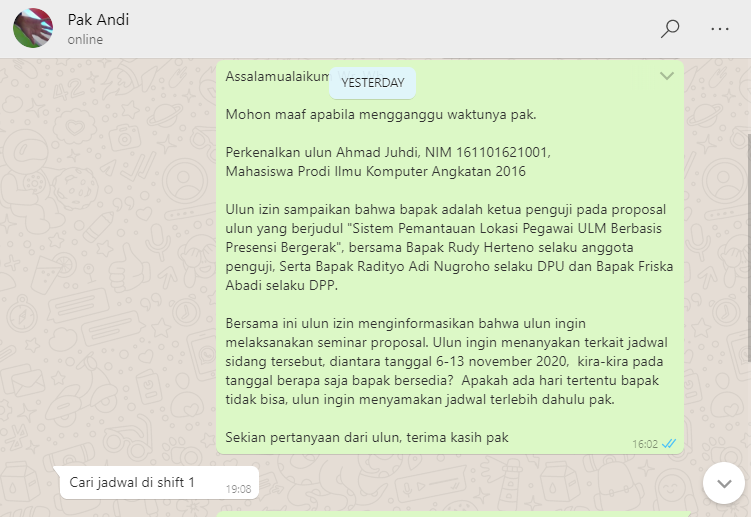 Pak Andi
online
YESTERDAY
Assalamualaikum
Mohon maaf apabila mengganggu waktunya pak.
Perkenalkan ulun Ahmad Juhdi, NIM 161101621001,
Mahasiswa Prodi Ilmu Komputer Angkatan 2016
Ulun izin sampaikan bahwa bapak adalah ketua penguji pada proposal
ulun yang berjudul "Sistem Pemantauan Lokasi Pegawai ULM Berbasis
Presensi Bergerak", bersama Bapak Rudy Herteno selaku anggota
penguji, Serta Bapak Radityo Adi Nugroho selaku DPU dan Bapak Friska
Abadi selaku DPP.
Bersama ini ulun izin menginformasikan bahwa ulun ingin
melaksanakan seminar proposal. Ulun ingin menanyakan terkait jadwal
sidang tersebut, diantara tanggal 6-13 november 2020,  kira-kira pada
tanggal berapa saja bapak bersedia?  Apakah ada hari tertentu bapak
tidak bisa, ulun ingin menyamakan jadwal terlebih dahulu pak.
Sekian pertanyaan dari ulun, terima kasih pak
16:02
Cari jadwal di shift 1
19:08